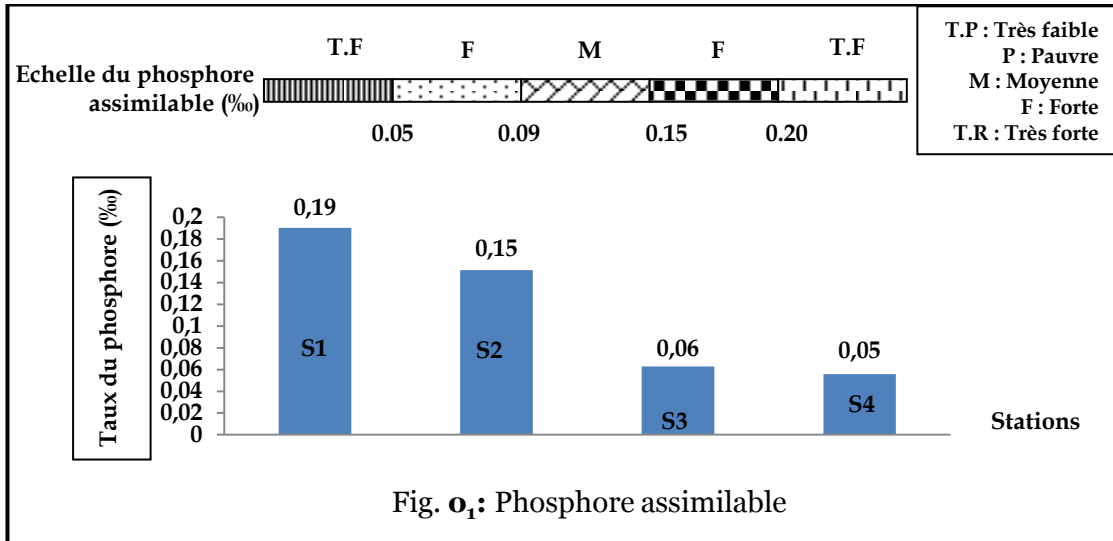 T.F F M F T.F
Echelle du phosphore
assimilable (‰)
0.05 0.09 0.15 0.20
T.P : Très faible
P : Pauvre
M : Moyenne
F : Forte
T.R : Très forte
Taux du phosphore (‰)
0,2
0,18
0,16
0,14
0,12
0,1
0,08
0,06
0,04
0,02
0
0,19
0,15
0,06
0,05
S1
S2
S3
S4
Stations
Fig. 01: Phosphore assimilable